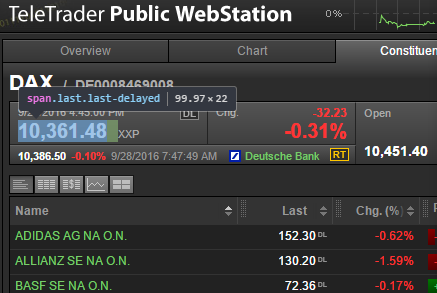 TeleTrader Public WebStation
0%
Overview Chart Constituen
DAX / DE0008469008
span.last.last-delayed 99.97×22
4:45:00 PM DL Chg. -32.23 Open
10,361.48 XXP -0.31% 10,451.40
10,386.50 -0.10% 9/28/2016 7:47:49 AM Deutsche Bank RT
Name Last Chg. (%)
ADIDAS AG NA O.N. 152.30 DL -0.62%
ALLIANZ SE NA O.N. 130.20 DL -1.59%
BASF SE NA O.N. 72.36 DL -0.17%